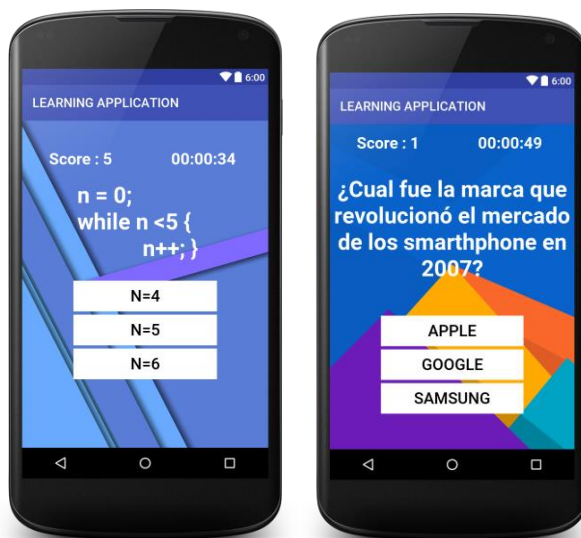 6:00
LEARNING APPLICATION
Score : 5 00:00:34
n = 0;
while n <5 {
n++; }
N=4
N=5
N=6
6:00
LEARNING APPLICATION
Score : 1 00:00:49
¿Cual fue la marca que
revolucionó el mercado
de los smarthphone en
2007?
APPLE
GOOGLE
SAMSUNG